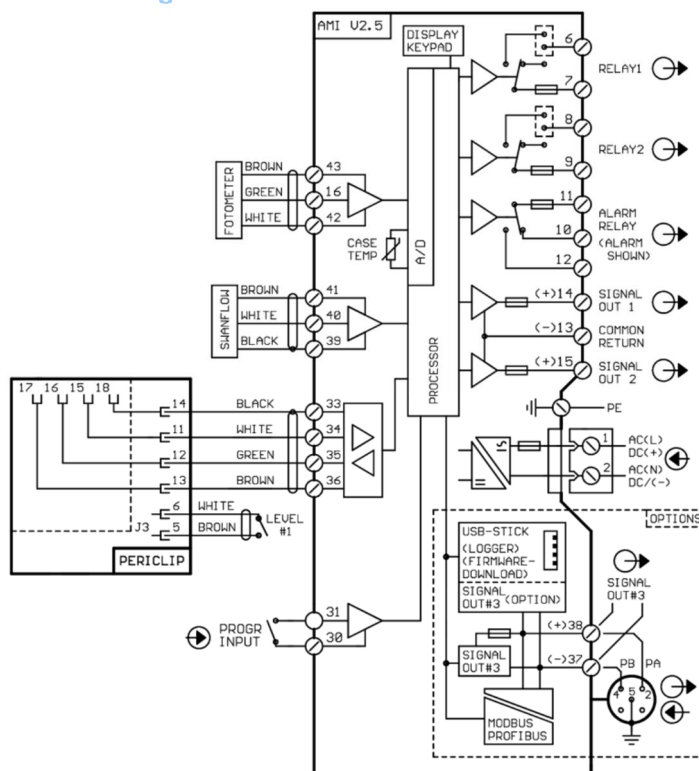 AMI V2.5
DISPLAY
KEYPAD
6
RELAY1
7
8
RELAY2
9
11
ALARM
RELAY
10
(ALARM
SHOWN)
12
(+)14
SIGNAL
OUT 1
(-)13
COMMON
RETURN
(+)15
SIGNAL
OUT 2
PE
1
AC(L)
DC(+)
2
AC(N)
DC/(-)
FOTOMETER
BROWN
43
GREEN
16
WHITE
42
CASE
TEMP
A/D
PROCESSOR
SWANFLOW
BROWN
41
WHITE
40
BLACK
39
17
16
15
18
14
BLACK
33
11
WHITE
34
12
GREEN
35
13
BROWN
36
6
WHITE
J3
5
BROWN
LEVEL
#1
PERICLIP
PROGR
INPUT
31
30
OPTIONS
USB-STICK
(LOGGER)
(FIRMWARE-
DOWNLOAD)
SIGNAL
OUT#3 (OPTION)
SIGNAL
OUT#3
(+)38
SIGNAL
OUT#3
(-)37
PB
PA
4
5
2
MODBUS
PROFIBUS